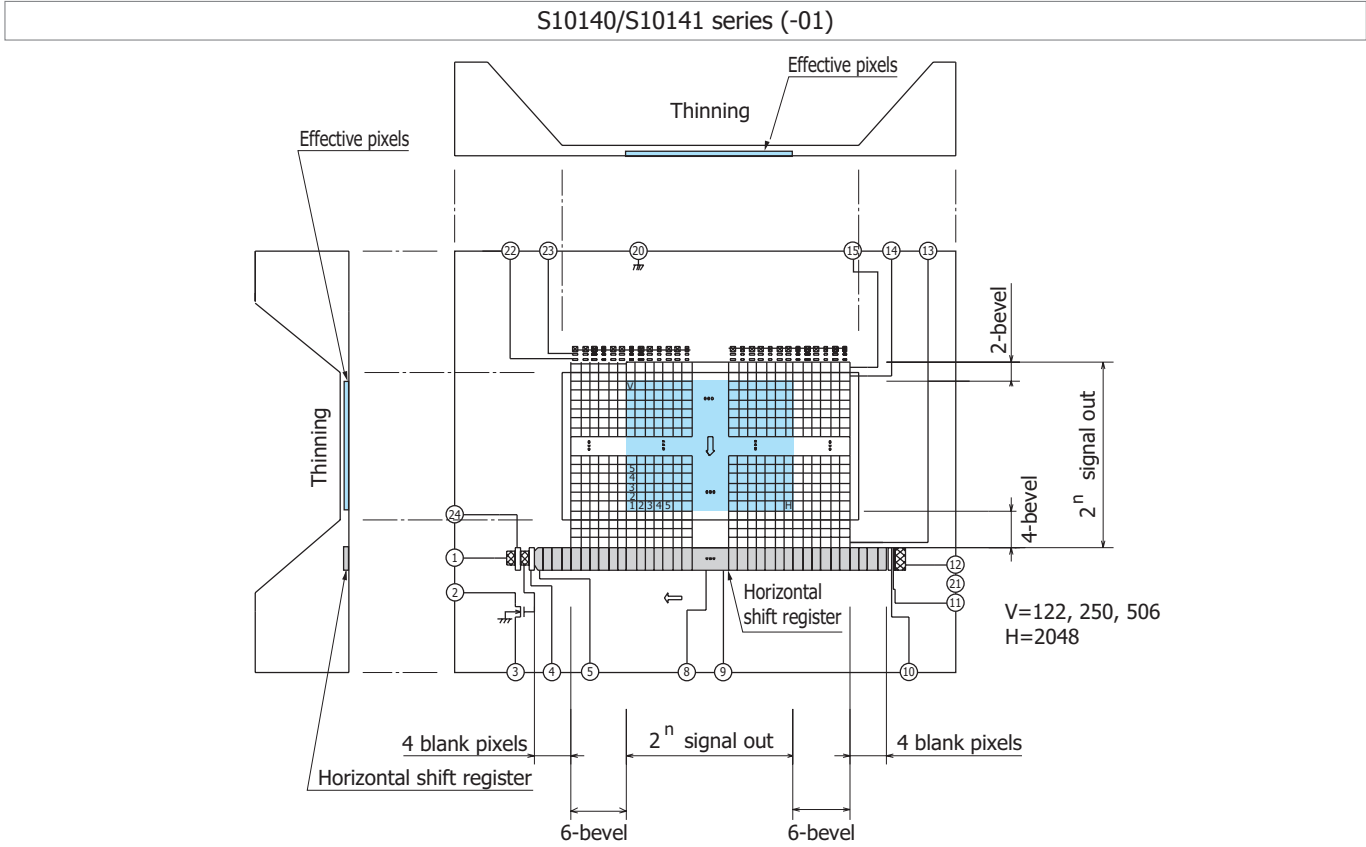 S10140/S10141 series (-01)
Effective pixels
Thinning
Effective pixels
22
23
20
15
14
13
Thinning
2-bevel
V
5
4
3
2
1 2 3 4 5
H
2n signal out
4-bevel
24
1
2
12
21
11
Horizontal
shift register
V=122, 250, 506
H=2048
3
4
5
8
9
10
4 blank pixels
2n signal out
4 blank pixels
Horizontal shift register
6-bevel
6-bevel